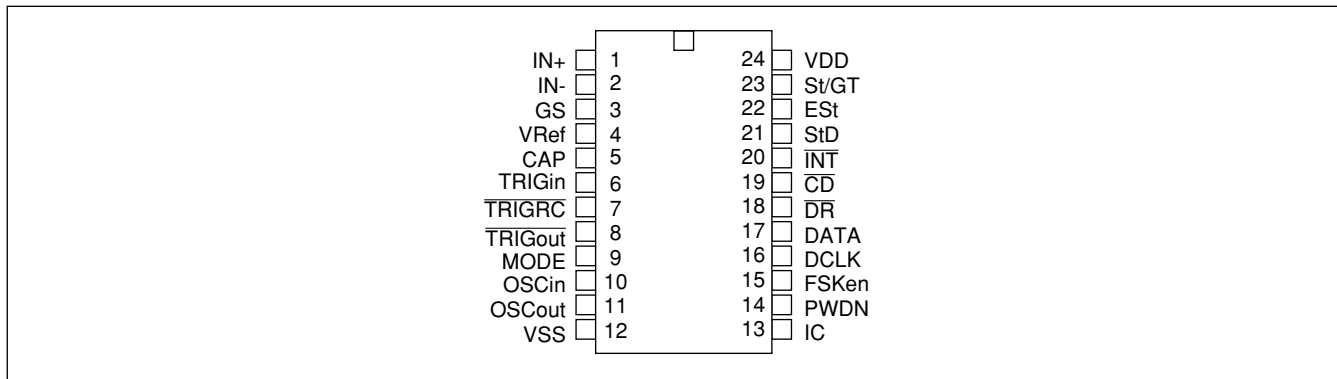 IN+ 1 24 VDD
IN- 2 23 St/GT
GS 3 22 ESt
VRef 4 21 StD
CAP 5 20 INT
TRIGin 6 19 CD
TRIGRC 7 18 DR
TRIGout 8 17 DATA
MODE 9 16 DCLK
OSCin 10 15 FSKen
OSCout 11 14 PWDN
VSS 12 13 IC